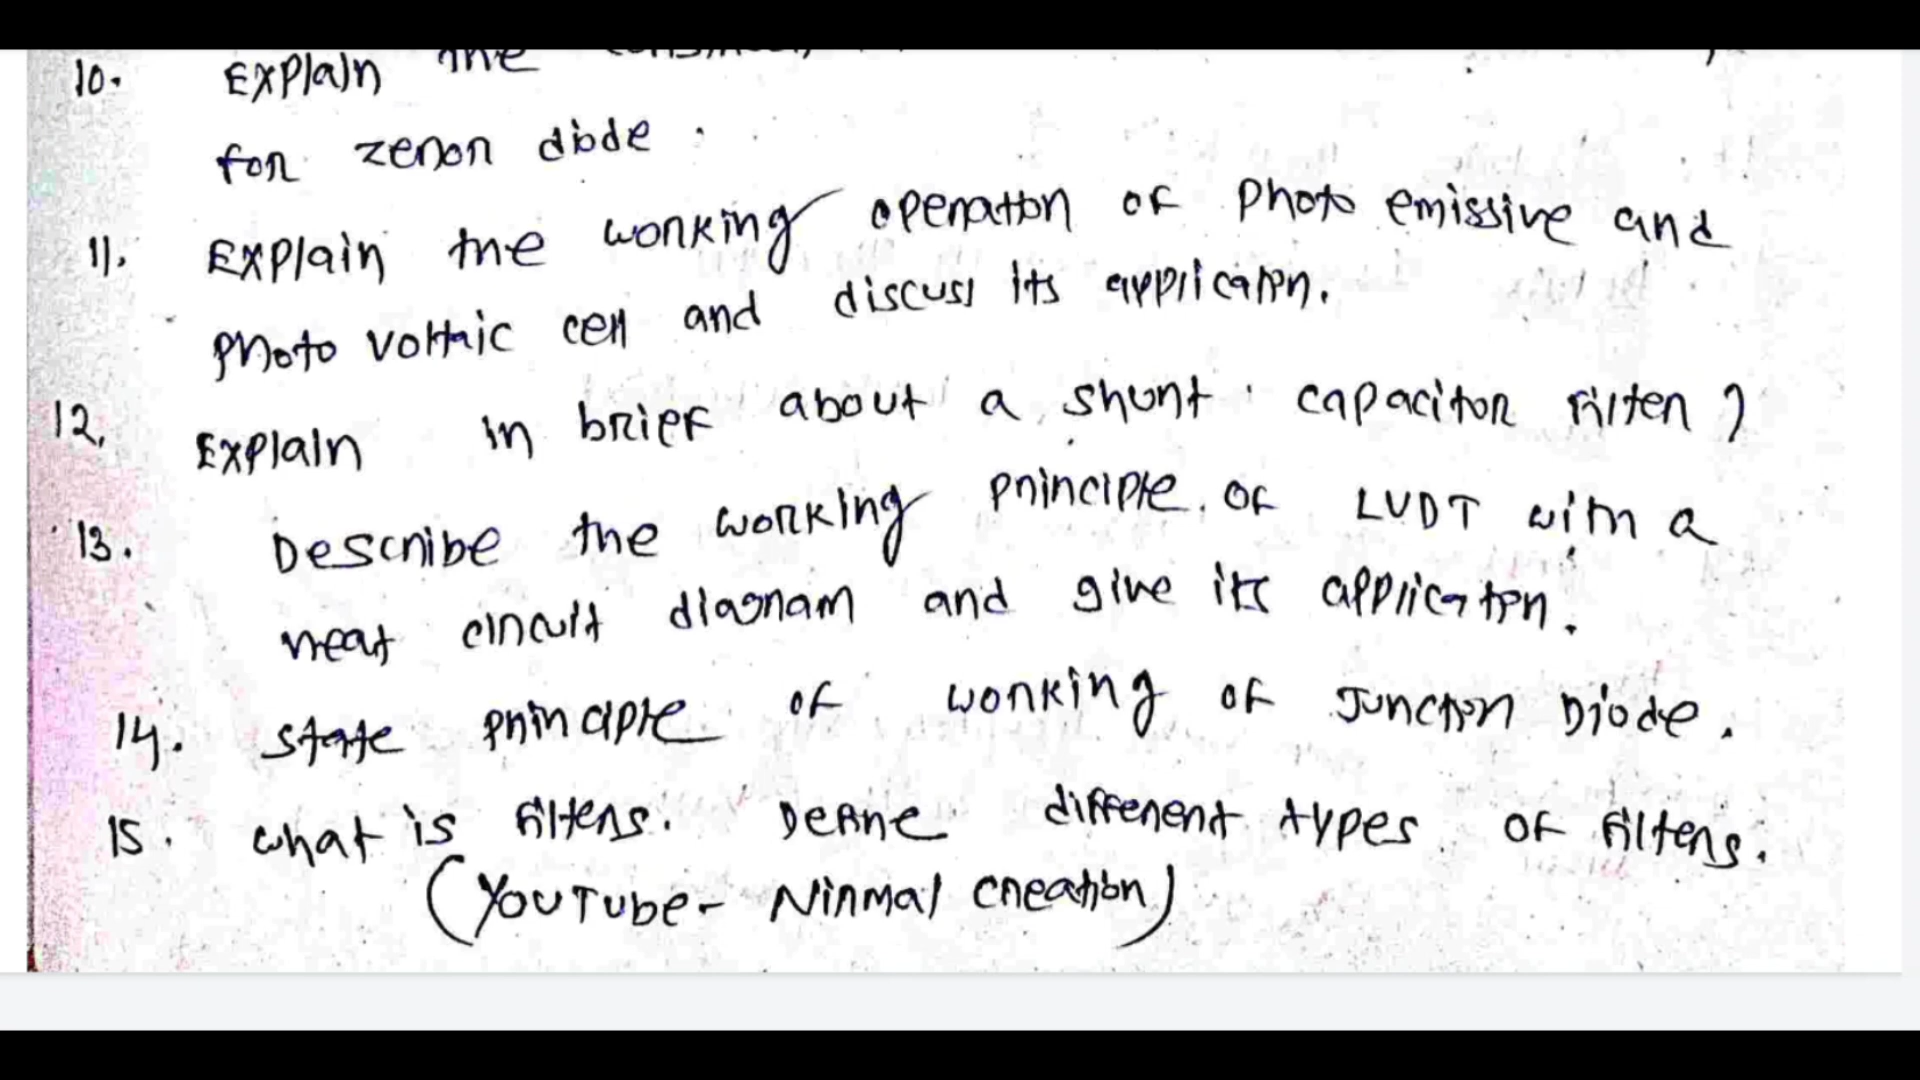 10. Explain the
for zenor diode.
11. Explain the working operation of photo emissive and
photo voltaic cell and discuss its application.
12. Explain in brief about a shunt capacitor filter ?
13. Describe the working principle of LVDT with a
neat circuit diagram and give its application.
14. state principle of working of Junction Diode.
15. what is filters. Define different types of filters.
(YouTube - Nirmal creation)